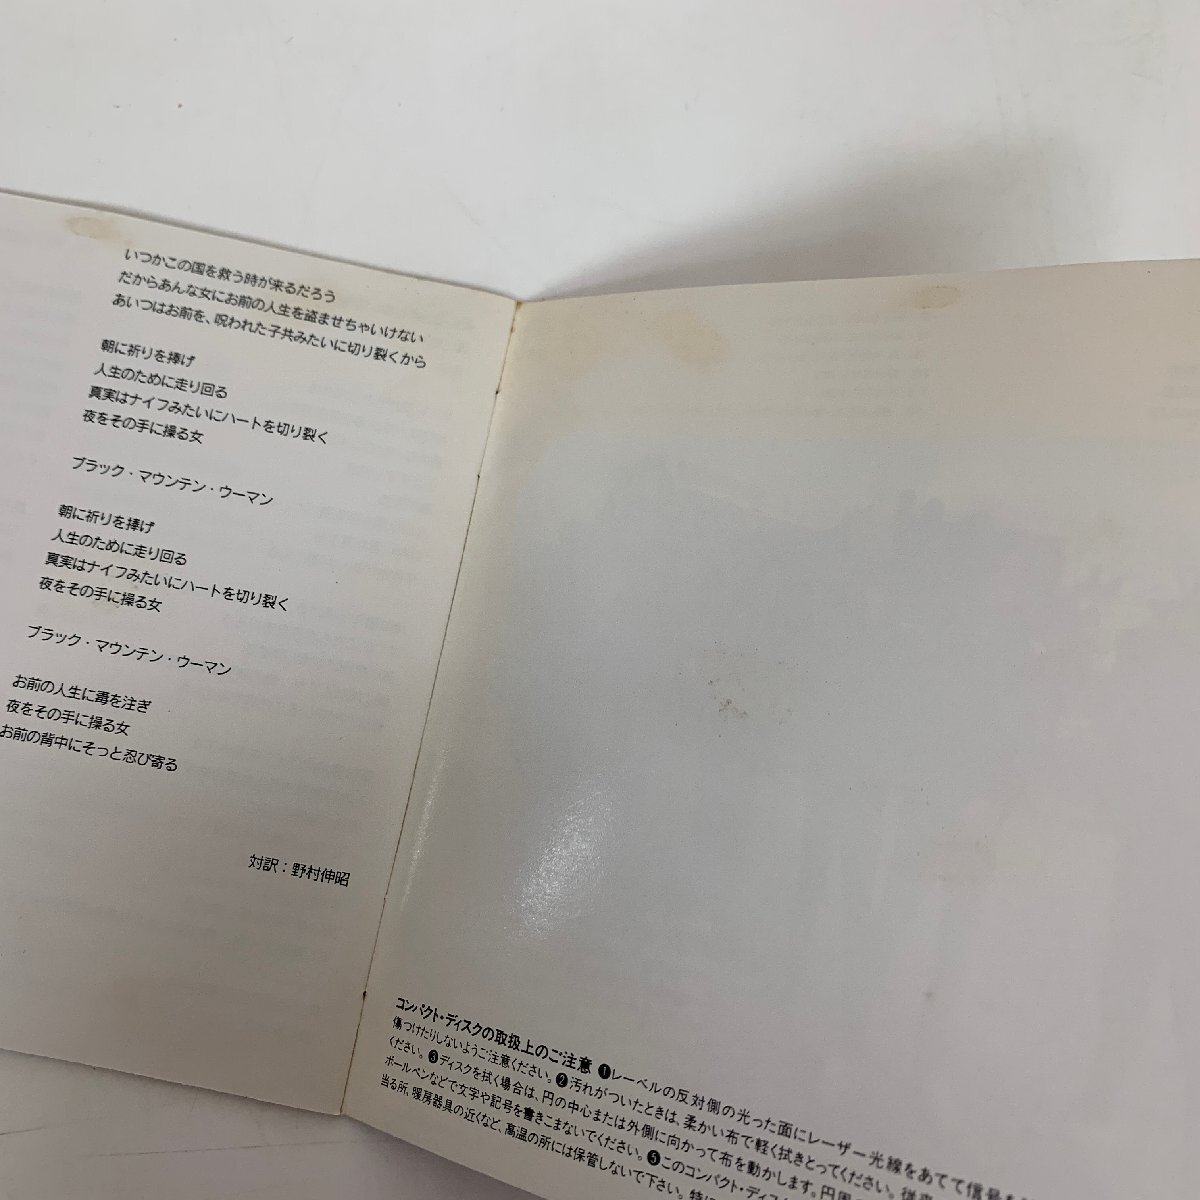 いつかこの国を救う時が来るだろう
だからあんな女にお前の人生を盗ませちゃいけない
あいつはお前を、呪われた子共みたいに切り裂くから
朝に祈りを捧げ
人生のために走り回る
真実はナイフみたいにハートを切り裂く
夜をその手に操る女
ブラック・マウンテン・ウーマン
朝に祈りを捧げ
人生のために走り回る
真実はナイフみたいにハートを切り裂く
夜をその手に操る女
ブラック・マウンテン・ウーマン
お前の人生に毒を注ぎ
夜をその手に操る女
お前の背中にそっと忍び寄る
対訳：野村伸昭
コンパクト・ディスクの取扱上のご注意 ❶レーベルの反対側の光った面にレーザー光線をあてて信号を
傷つけたりしないようご注意ください。❷汚れがついたときは、柔かい布で軽く拭きとってください。従来
ください。❸ディスクを拭く場合は、円の中心または外側に向かって布を動かします。円周
ボールペンなどで文字や記号を書きこまないでください。❺このコンパクト・ディス
当る所、暖房器具の近くなど、高温の所には保管しないで下さい。特に